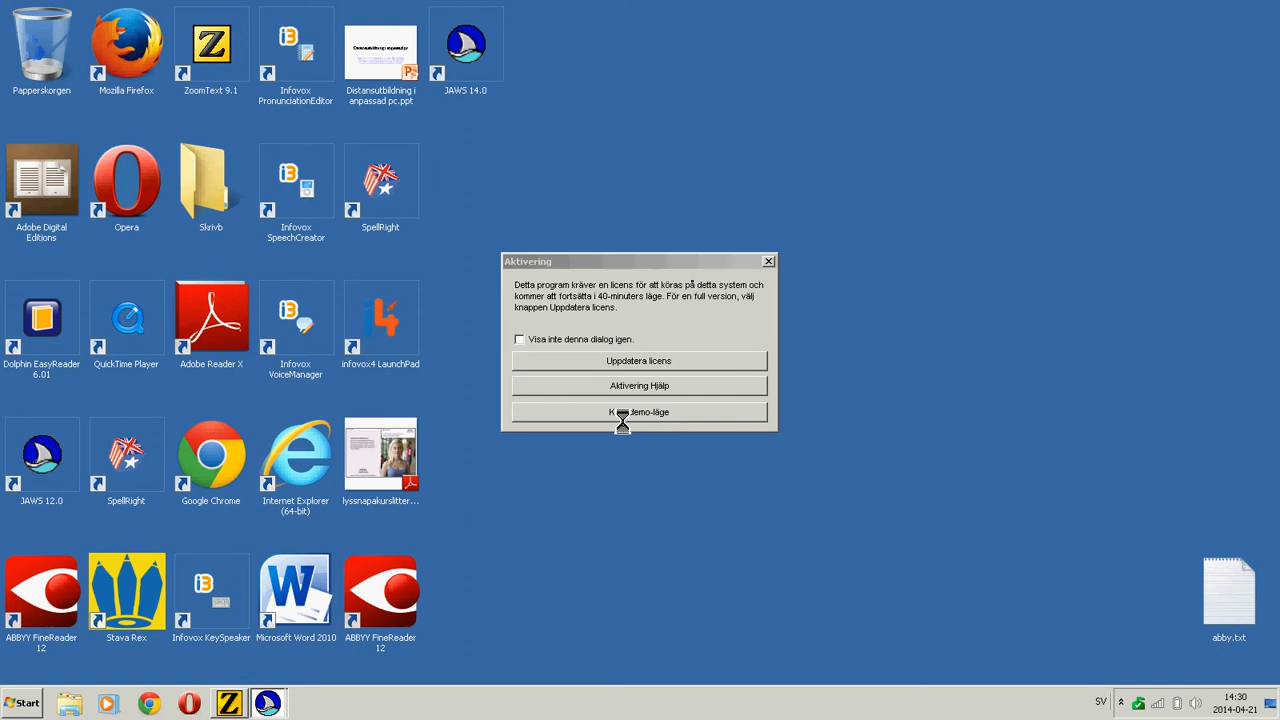 Papperskorgen
Mozilla Firefox
ZoomText 9.1
Infovox
PronunciationEditor
Distansutbildning i
anpassad pc.ppt
JAWS 14.0
Adobe Digital
Editions
Opera
Skrivb
Infovox
SpeechCreator
SpellRight
Aktivering
Detta program kräver en licens för att köras på detta system och
kommer att fortsätta i 40-minuters läge. För en full version, välj
knappen Uppdatera licens.
Visa inte denna dialog igen.
Uppdatera licens
Aktivering Hjälp
demo-läge
Dolphin EasyReader
6.01
QuickTime Player
Adobe Reader X
Infovox
VoiceManager
infovox4 LaunchPad
JAWS 12.0
SpellRight
Google Chrome
Internet Explorer
(64-bit)
lyssnapakurslitter...
ABBYY FineReader
12
Stava Rex
Infovox KeySpeaker
Microsoft Word 2010
ABBYY FineReader
12
abby.txt
Start
SV
14:30
2014-04-21